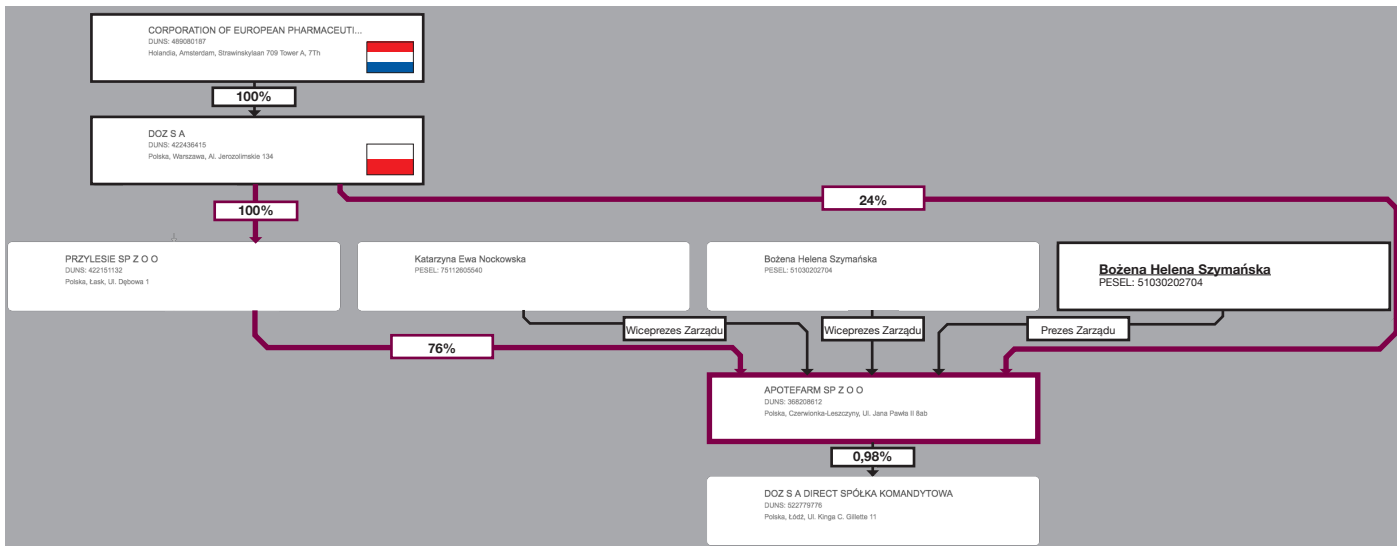 CORPORATION OF EUROPEAN PHARMACEUTI...
DUNS: 489080187
Holandia, Amsterdam, Strawinskylaan 709 Tower A, 7Th
100%
DOZ S A
DUNS: 422436415
Polska, Warszawa, Al. Jerozolimskie 134
100%
24%
PRZYLESIE SP Z O O
DUNS: 422151132
Polska, Łask, Ul. Dębowa 1
Katarzyna Ewa Nockowska
PESEL: 75112605540
Bożena Helena Szymańska
PESEL: 51030202704
Bożena Helena Szymańska
PESEL: 51030202704
Wiceprezes Zarządu
Wiceprezes Zarządu
Prezes Zarządu
76%
APOTEFARM SP Z O O
DUNS: 368208612
Polska, Czerwionka-Leszczyny, Ul. Jana Pawła II 8ab
0,98%
DOZ S A DIRECT SPÓŁKA KOMANDYTOWA
DUNS: 522779776
Polska, Łódź, Ul. Kinga C. Gillette 11